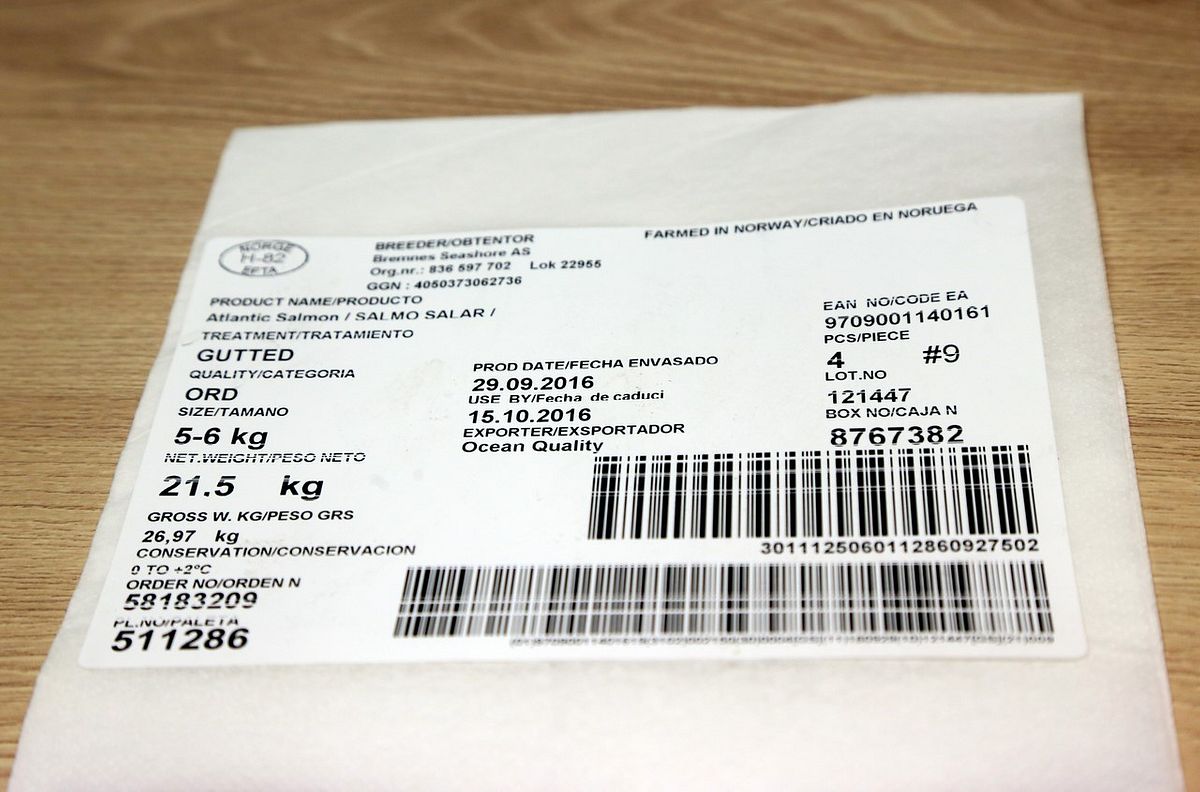 FARMED IN NORWAY/CRIADO EN NORUEGA
NORGE
H-82
EFTA
BREEDER/OBTENTOR
Bremnes Seashore AS
Org.nr.: 836 597 702 Lok 22955
GGN : 4050373062736
PRODUCT NAME/PRODUCTO
Atlantic Salmon / SALMO SALAR /
TREATMENT/TRATAMIENTO
GUTTED
QUALITY/CATEGORIA
ORD
SIZE/TAMANO
5-6 kg
NET.WEIGHT/PESO NETO
21.5 kg
GROSS W. KG/PESO GRS
26,97 kg
CONSERVATION/CONSERVACION
0 TO +2°C
ORDER NO/ORDEN N
58183209
PL.NO/PALETA
511286
PROD DATE/FECHA ENVASADO
29.09.2016
USE BY/Fecha de caduci
15.10.2016
EXPORTER/EXSPORTADOR
Ocean Quality
EAN NO/CODE EA
9709001140161
PCS/PIECE
4 #9
LOT.NO
121447
BOX NO/CAJA N
8767382
30111250601128609275​02